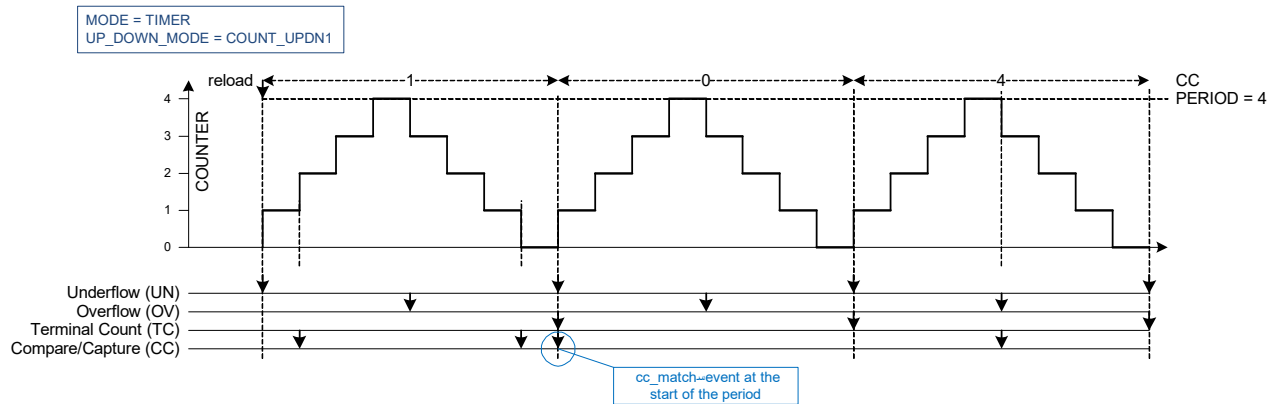 MODE = TIMER
UP_DOWN_MODE = COUNT_UPDN1
reload 1 0 4 CC
PERIOD = 4
COUNTER
4
3
2
1
0
Underflow (UN)
Overflow (OV)
Terminal Count (TC)
Compare/Capture (CC)
cc_match event at the
start of the period